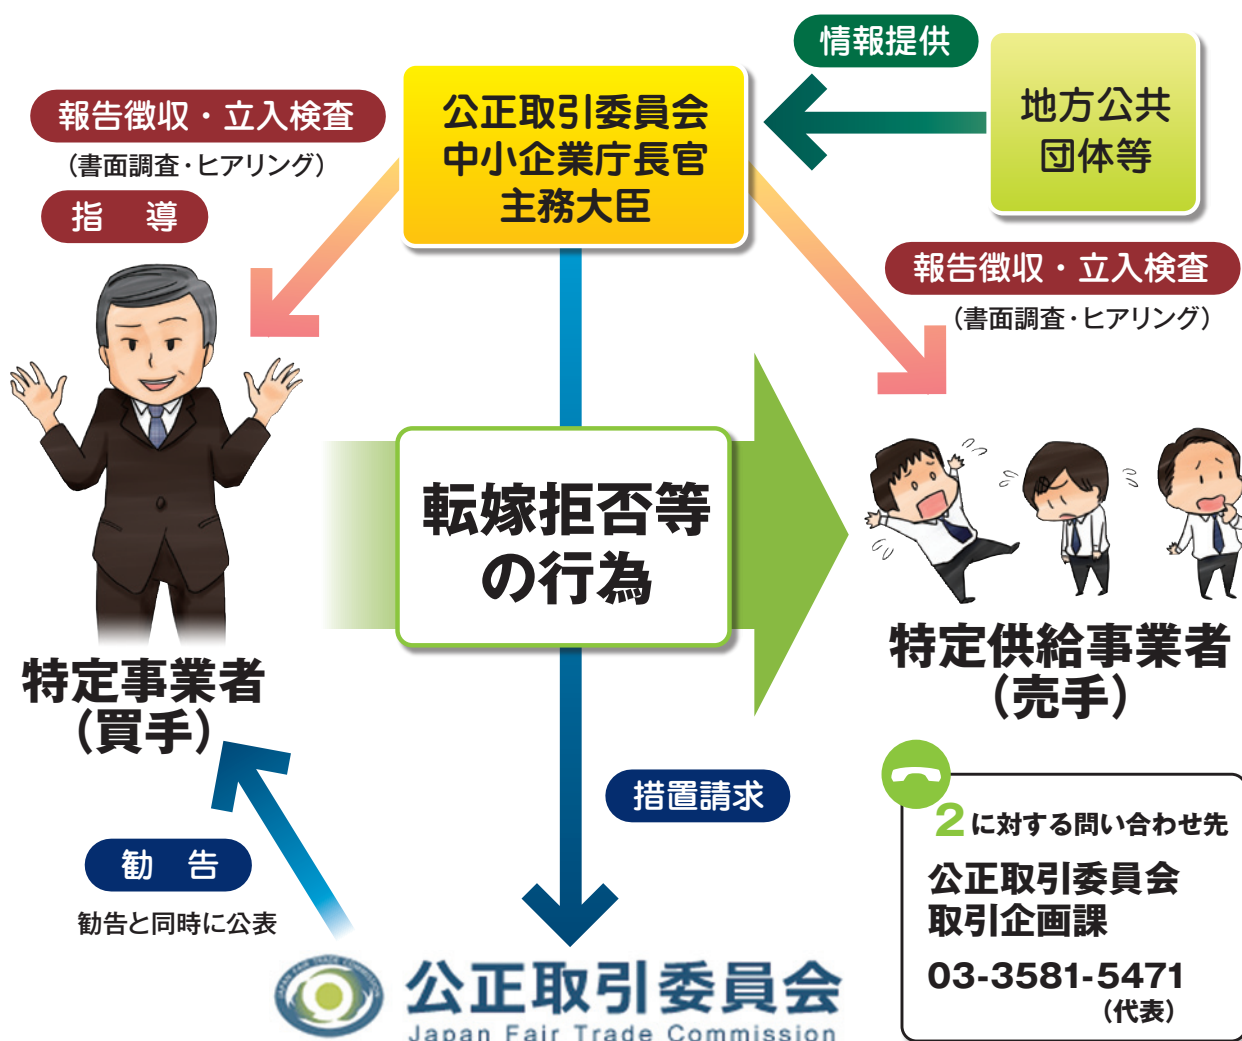 情報提供
地方公共
団体等
公正取引委員会
中小企業庁長官
主務大臣
報告徴収・立入検査
（書面調査・ヒアリング）
指　導
報告徴収・立入検査
（書面調査・ヒアリング）
転嫁拒否等
の行為
特定事業者
（買手）
特定供給事業者
（売手）
措置請求
勧　告
勧告と同時に公表
2に対する問い合わせ先
公正取引委員会
取引企画課
03-3581-5471
（代表）
JAPAN FAIR TRADE COMMISSION
公正取引委員会
Japan Fair Trade Commission